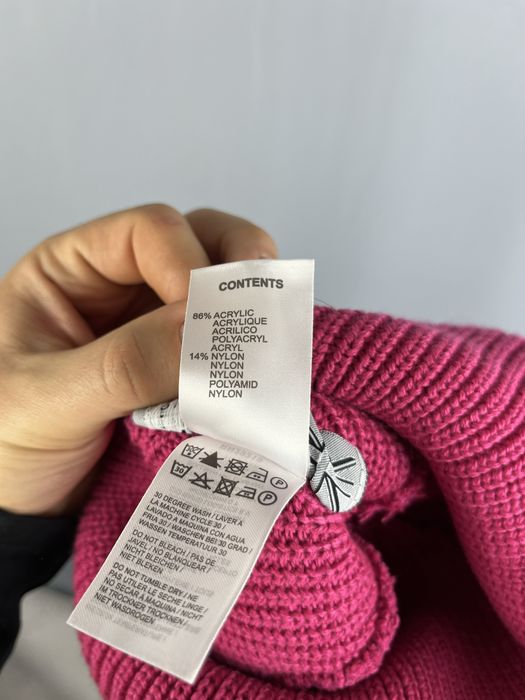 CONTENTS
86% ACRYLIC
ACRYLIQUE
ACRILICO
POLYACRYL
ACRYL
14% NYLON
NYLON
NYLON
POLYAMID
NYLON
30
P
30 DEGREE WASH / LAVER A
LA MACHINE CYCLE 30 /
LAVADO A MAQUINA CON AGUA
FRIA 30 / WASCHEN BEI 30 GRAD /
WASSEN TEMPERATUUR 30
DO NOT BLEACH / PAS DE
JAVEL / NO BLANQUEAR /
NICHT BLEICHEN /
NIET BLEKEN
DO NOT TUMBLE DRY / NE
PAS UTILER LE SECHE LINGE /
NO SECAR A MAQUINA / NICHT
IM TROCKNER TROCKNEN /
NIET WASDROGEN